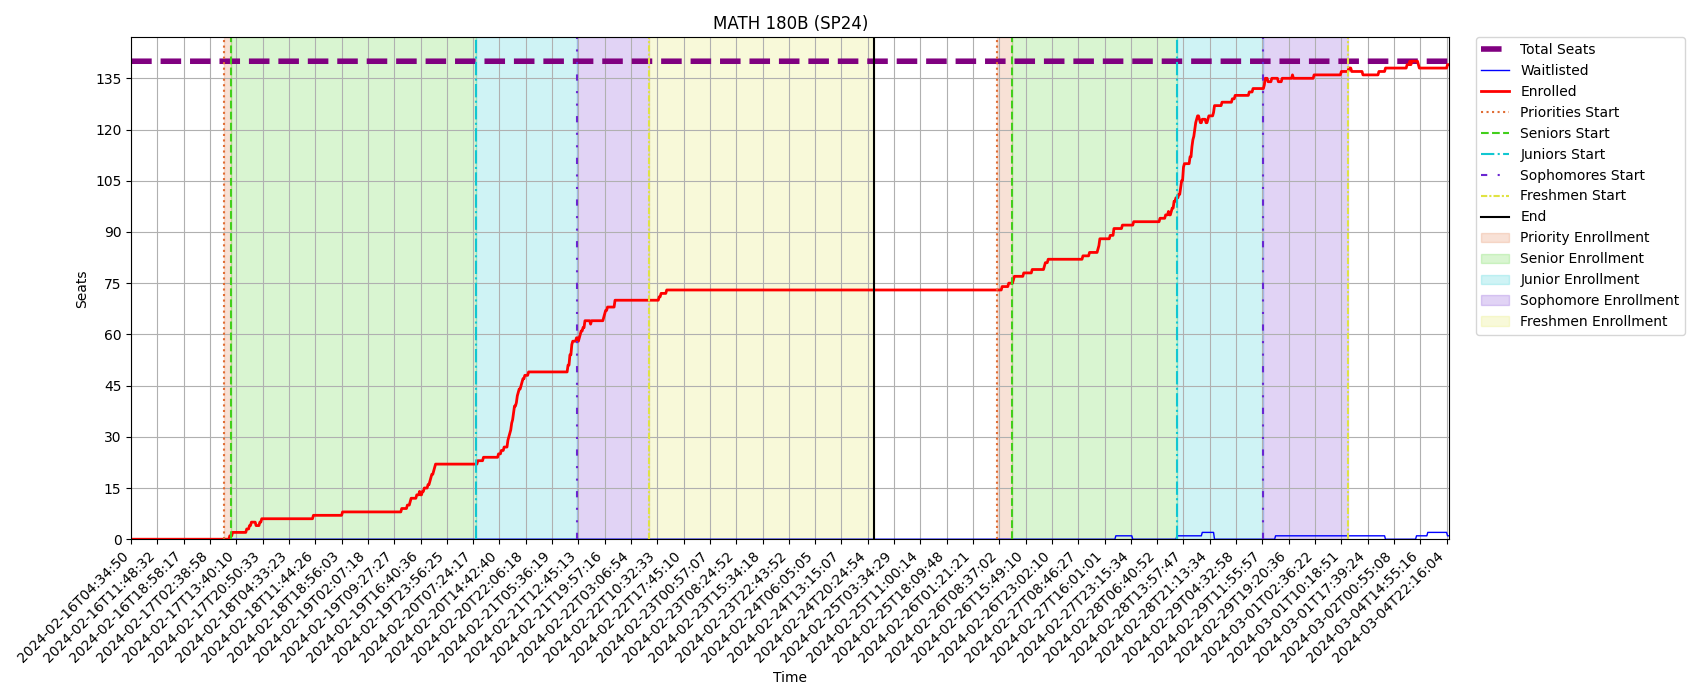 MATH 180B (SP24)
Seats
135
120
105
90
75
60
45
30
15
0
2024-02-16T04:34:50
2024-02-16T11:48:32
2024-02-16T18:58:17
2024-02-17T02:38:58
2024-02-17T13:40:10
2024-02-17T20:50:33
2024-02-18T04:33:23
2024-02-18T11:44:26
2024-02-18T18:56:03
2024-02-19T02:07:18
2024-02-19T09:27:27
2024-02-19T16:40:36
2024-02-19T23:56:25
2024-02-20T07:24:17
2024-02-20T14:42:40
2024-02-20T22:06:18
2024-02-21T05:36:19
2024-02-21T12:45:13
2024-02-21T19:57:16
2024-02-22T03:06:54
2024-02-22T10:32:33
2024-02-22T17:45:10
2024-02-23T00:57:07
2024-02-23T08:24:52
2024-02-23T15:34:18
2024-02-23T22:43:52
2024-02-24T06:05:05
2024-02-24T13:15:07
2024-02-24T20:24:54
2024-02-25T03:34:29
2024-02-25T11:00:14
2024-02-25T18:09:48
2024-02-26T01:21:21
2024-02-26T08:37:02
2024-02-26T15:49:10
2024-02-26T23:02:10
2024-02-27T08:46:27
2024-02-27T16:01:01
2024-02-27T23:15:34
2024-02-28T06:40:52
2024-02-28T13:57:47
2024-02-28T21:13:34
2024-02-29T04:32:58
2024-02-29T11:55:57
2024-02-29T19:20:36
2024-03-01T02:36:22
2024-03-01T10:18:51
2024-03-01T17:39:24
2024-03-02T00:55:08
2024-03-04T14:55:16
2024-03-04T22:16:04
Time
Total Seats
Waitlisted
Enrolled
Priorities Start
Seniors Start
Juniors Start
Sophomores Start
Freshmen Start
End
Priority Enrollment
Senior Enrollment
Junior Enrollment
Sophomore Enrollment
Freshmen Enrollment